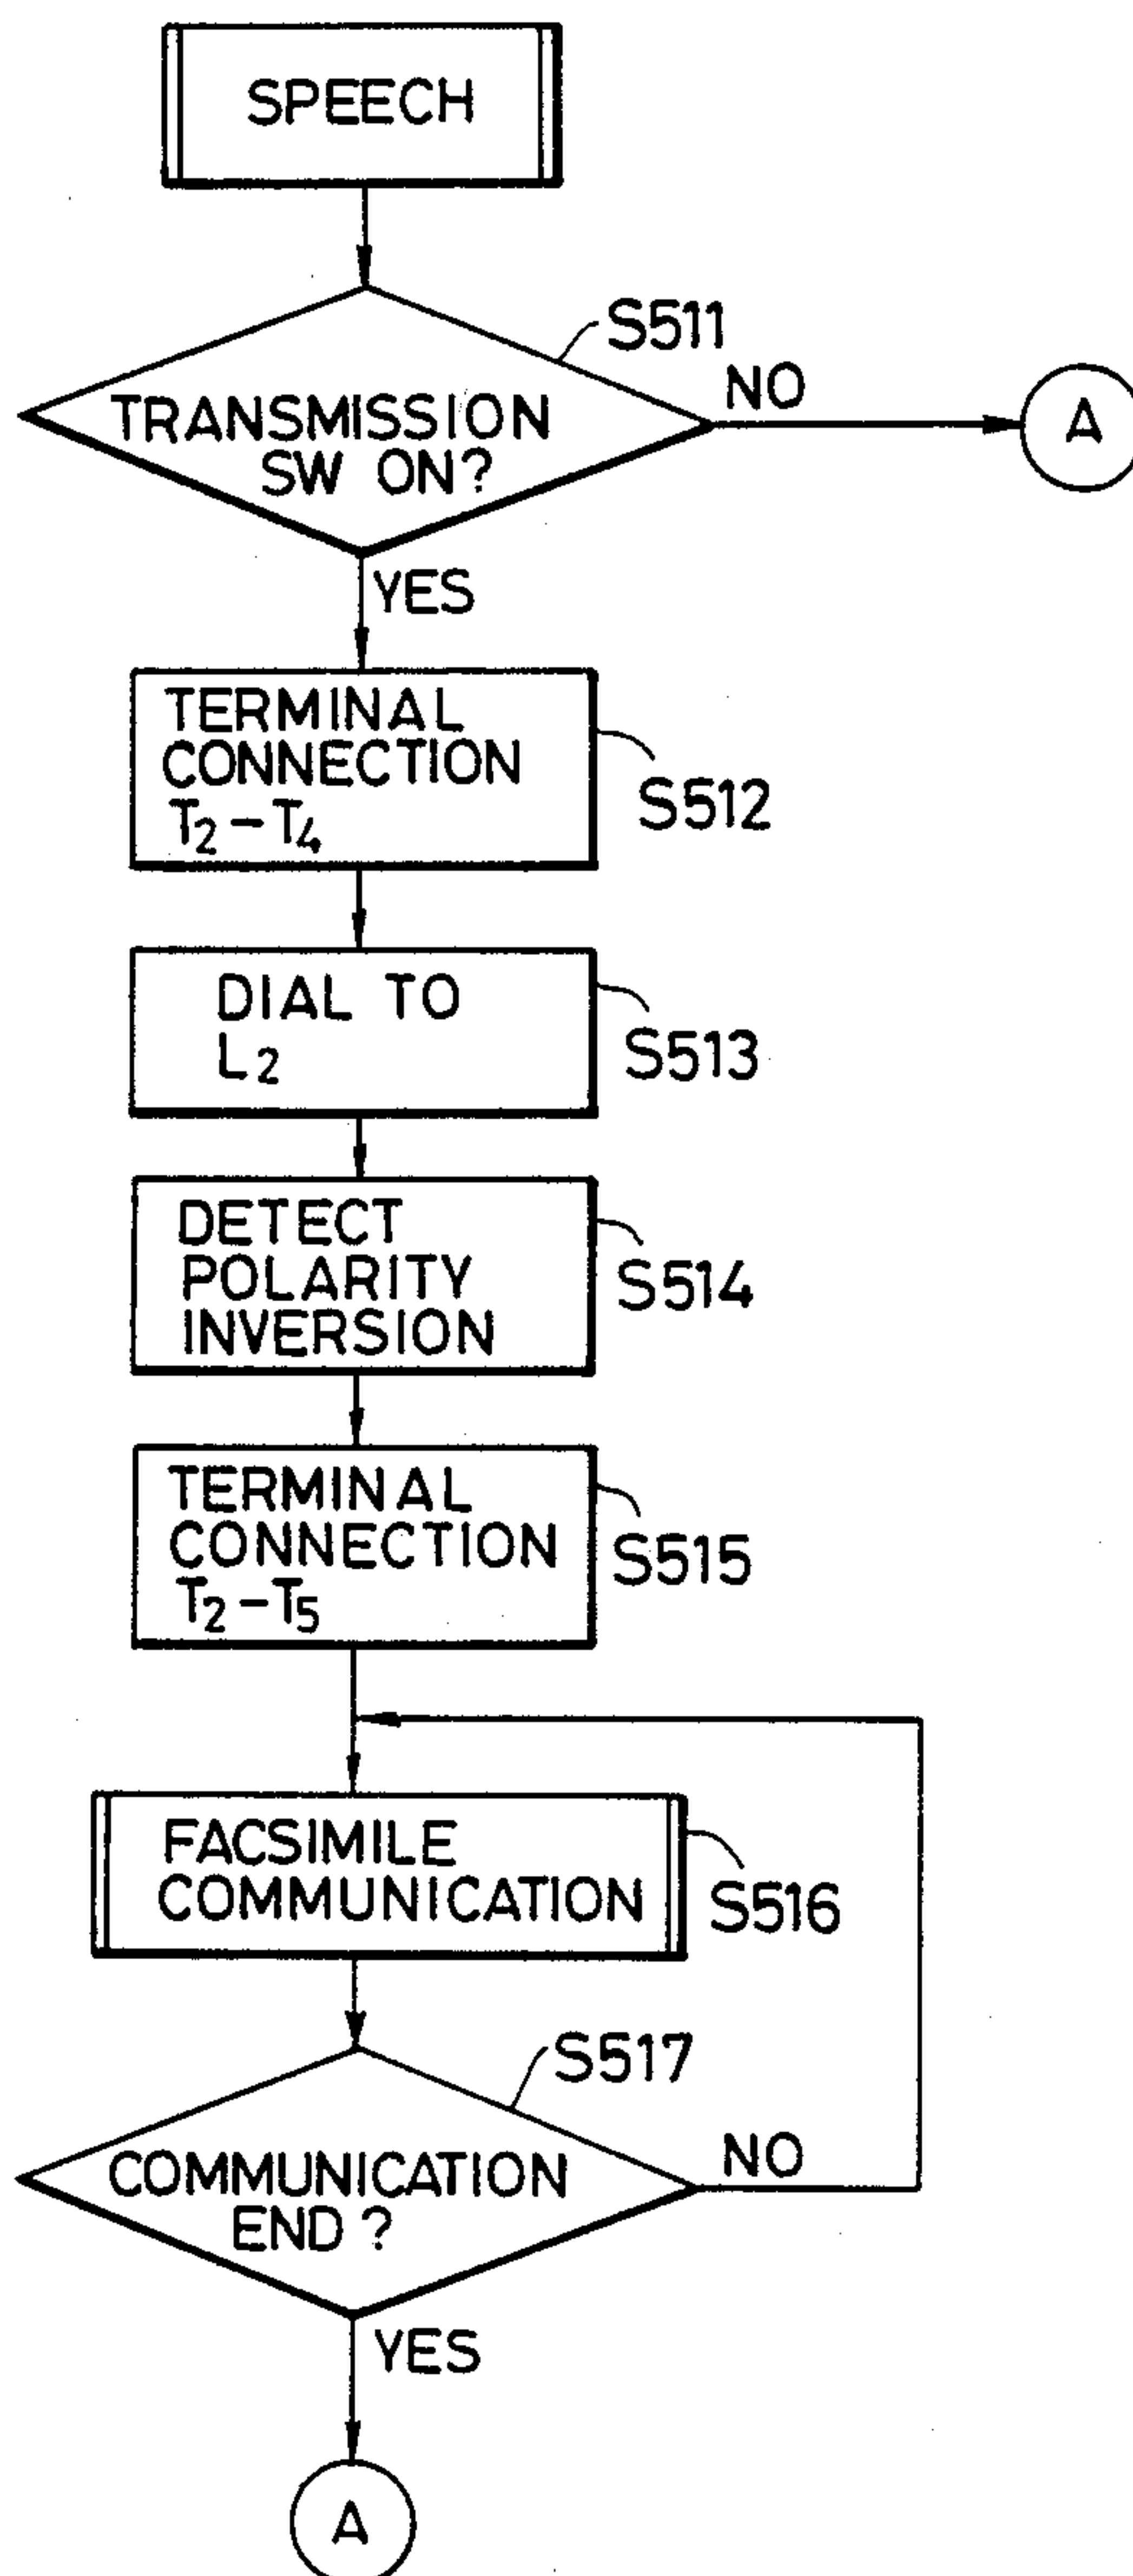 SPEECH
S511
TRANSMISSION
SW ON?
NO
A
YES
TERMINAL
CONNECTION
T₂-T₄
S512
DIAL TO
L₂
S513
DETECT
POLARITY
INVERSION
S514
TERMINAL
CONNECTION
T₂-T₅
S515
FACSIMILE
COMMUNICATION
S516
S517
COMMUNICATION
END?
NO
YES
A